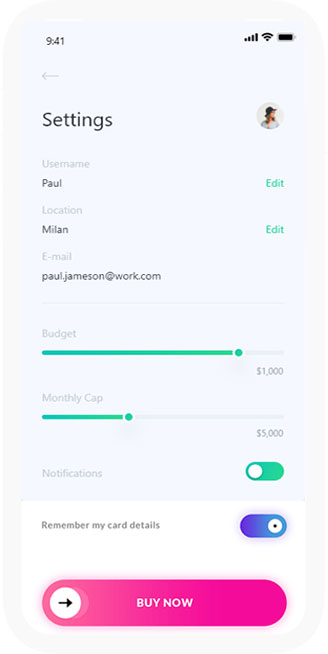 9:41
Settings
Username
Paul Edit
Location
Milan Edit
E-mail
paul.jameson@work.com
Budget
$1,000
Monthly Cap
$5,000
Notifications
Remember my card details
BUY NOW